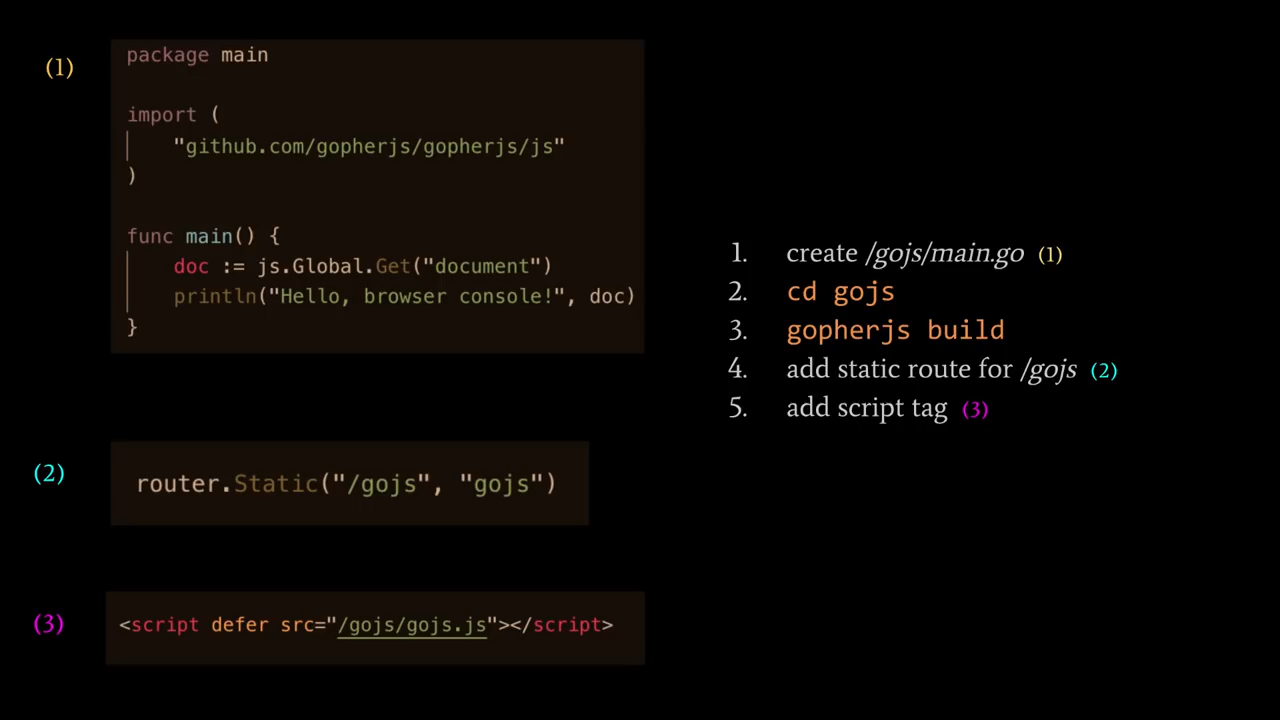 (1)
package main
import (
"github.com/gopherjs/gopherjs/js"
)
func main() {
doc := js.Global.Get("document")
println("Hello, browser console!", doc)
}
(2)
router.Static("/gojs", "gojs")
(3)
<script defer src="/gojs/gojs.js"></script>
1. create /gojs/main.go (1)
2. cd gojs
3. gopherjs build
4. add static route for /gojs (2)
5. add script tag (3)